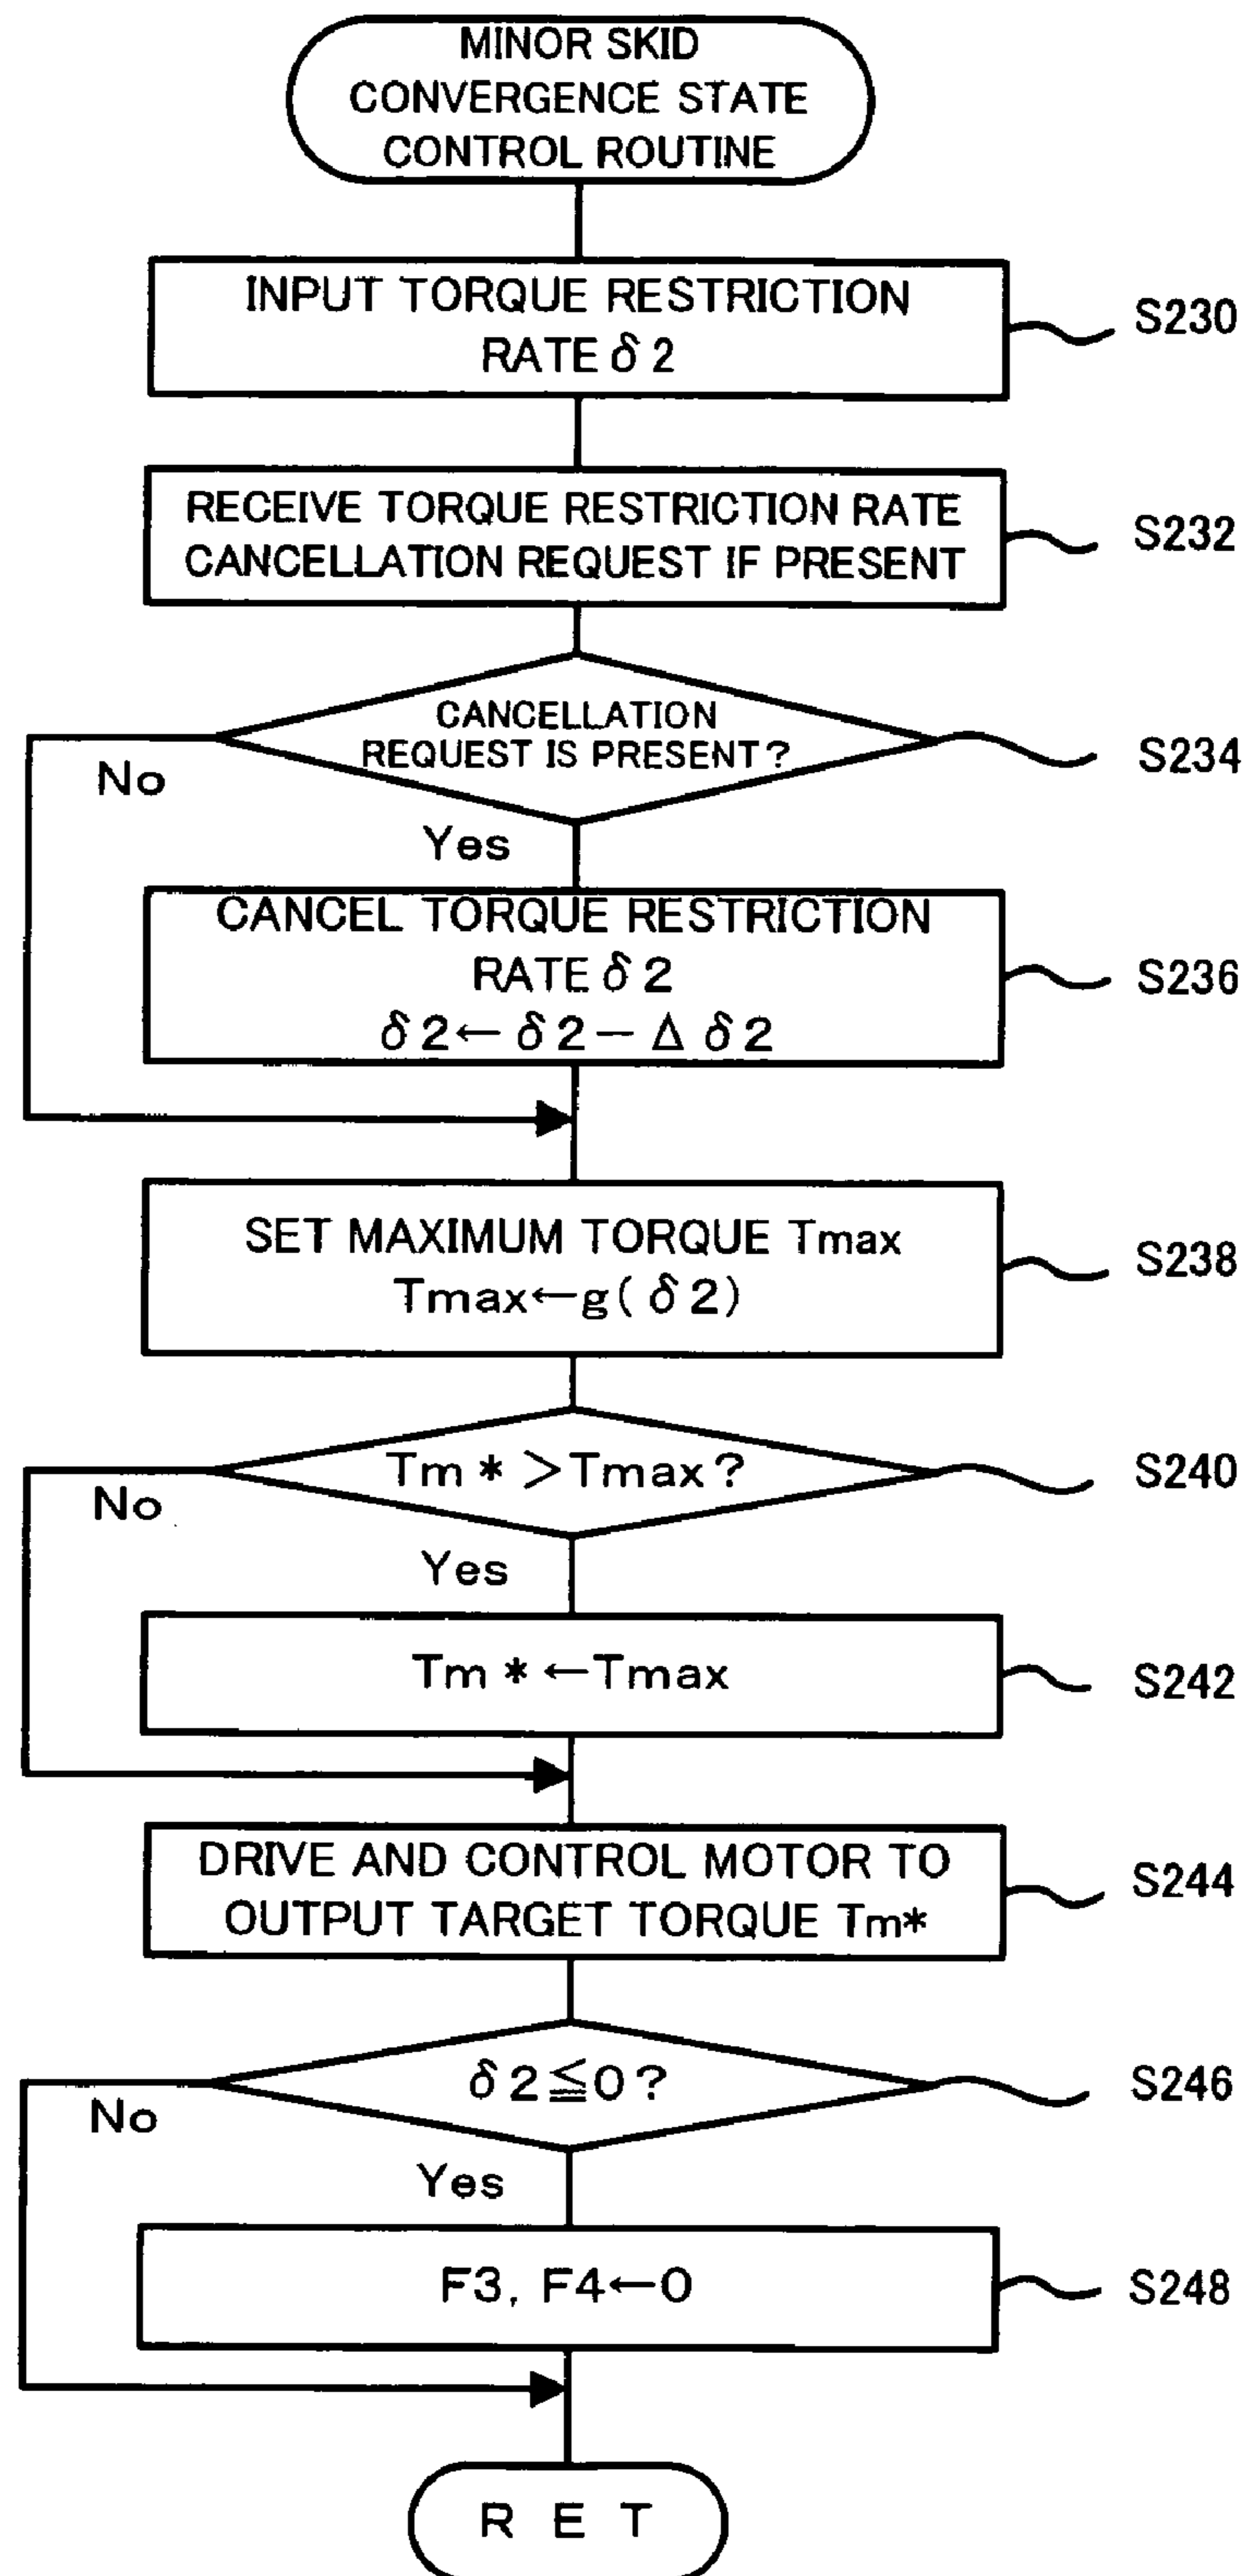 MINOR SKID
CONVERGENCE STATE
CONTROL ROUTINE
INPUT TORQUE RESTRICTION
RATE δ2
S230
RECEIVE TORQUE RESTRICTION RATE
CANCELLATION REQUEST IF PRESENT
S232
CANCELLATION
REQUEST IS PRESENT?
S234
No
Yes
CANCEL TORQUE RESTRICTION
RATE δ2
δ2←δ2−Δδ2
S236
SET MAXIMUM TORQUE Tmax
Tmax←g(δ2)
S238
Tm*>Tmax?
S240
No
Yes
Tm*←Tmax
S242
DRIVE AND CONTROL MOTOR TO
OUTPUT TARGET TORQUE Tm*
S244
δ2≦0?
S246
No
Yes
F3, F4←0
S248
RET